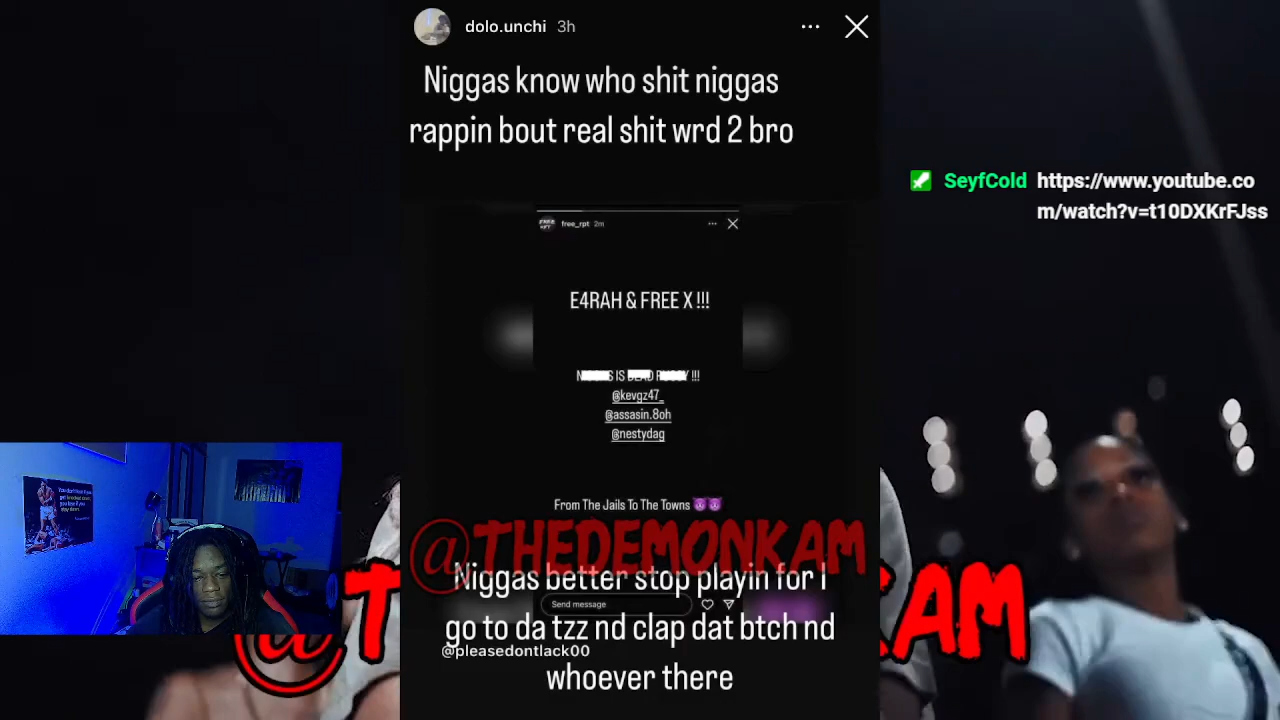 dolo.unchi 3h
Niggas know who shit niggas
rappin bout real shit wrd 2 bro
SeyfCold https://www.youtube.co
m/watch?v=t10DXKrFJss
free_rpt 2m
E4RAH & FREE X !!!
IS !!!
@kevgz47_
@assasin.8oh
@nestydag
From The Jails To The Towns 😈😈
@THEDEMONKAM
Niggas better stop playin for I
Send message
go to da tzz nd clap dat btch nd
@pleasedontlack00
whoever there